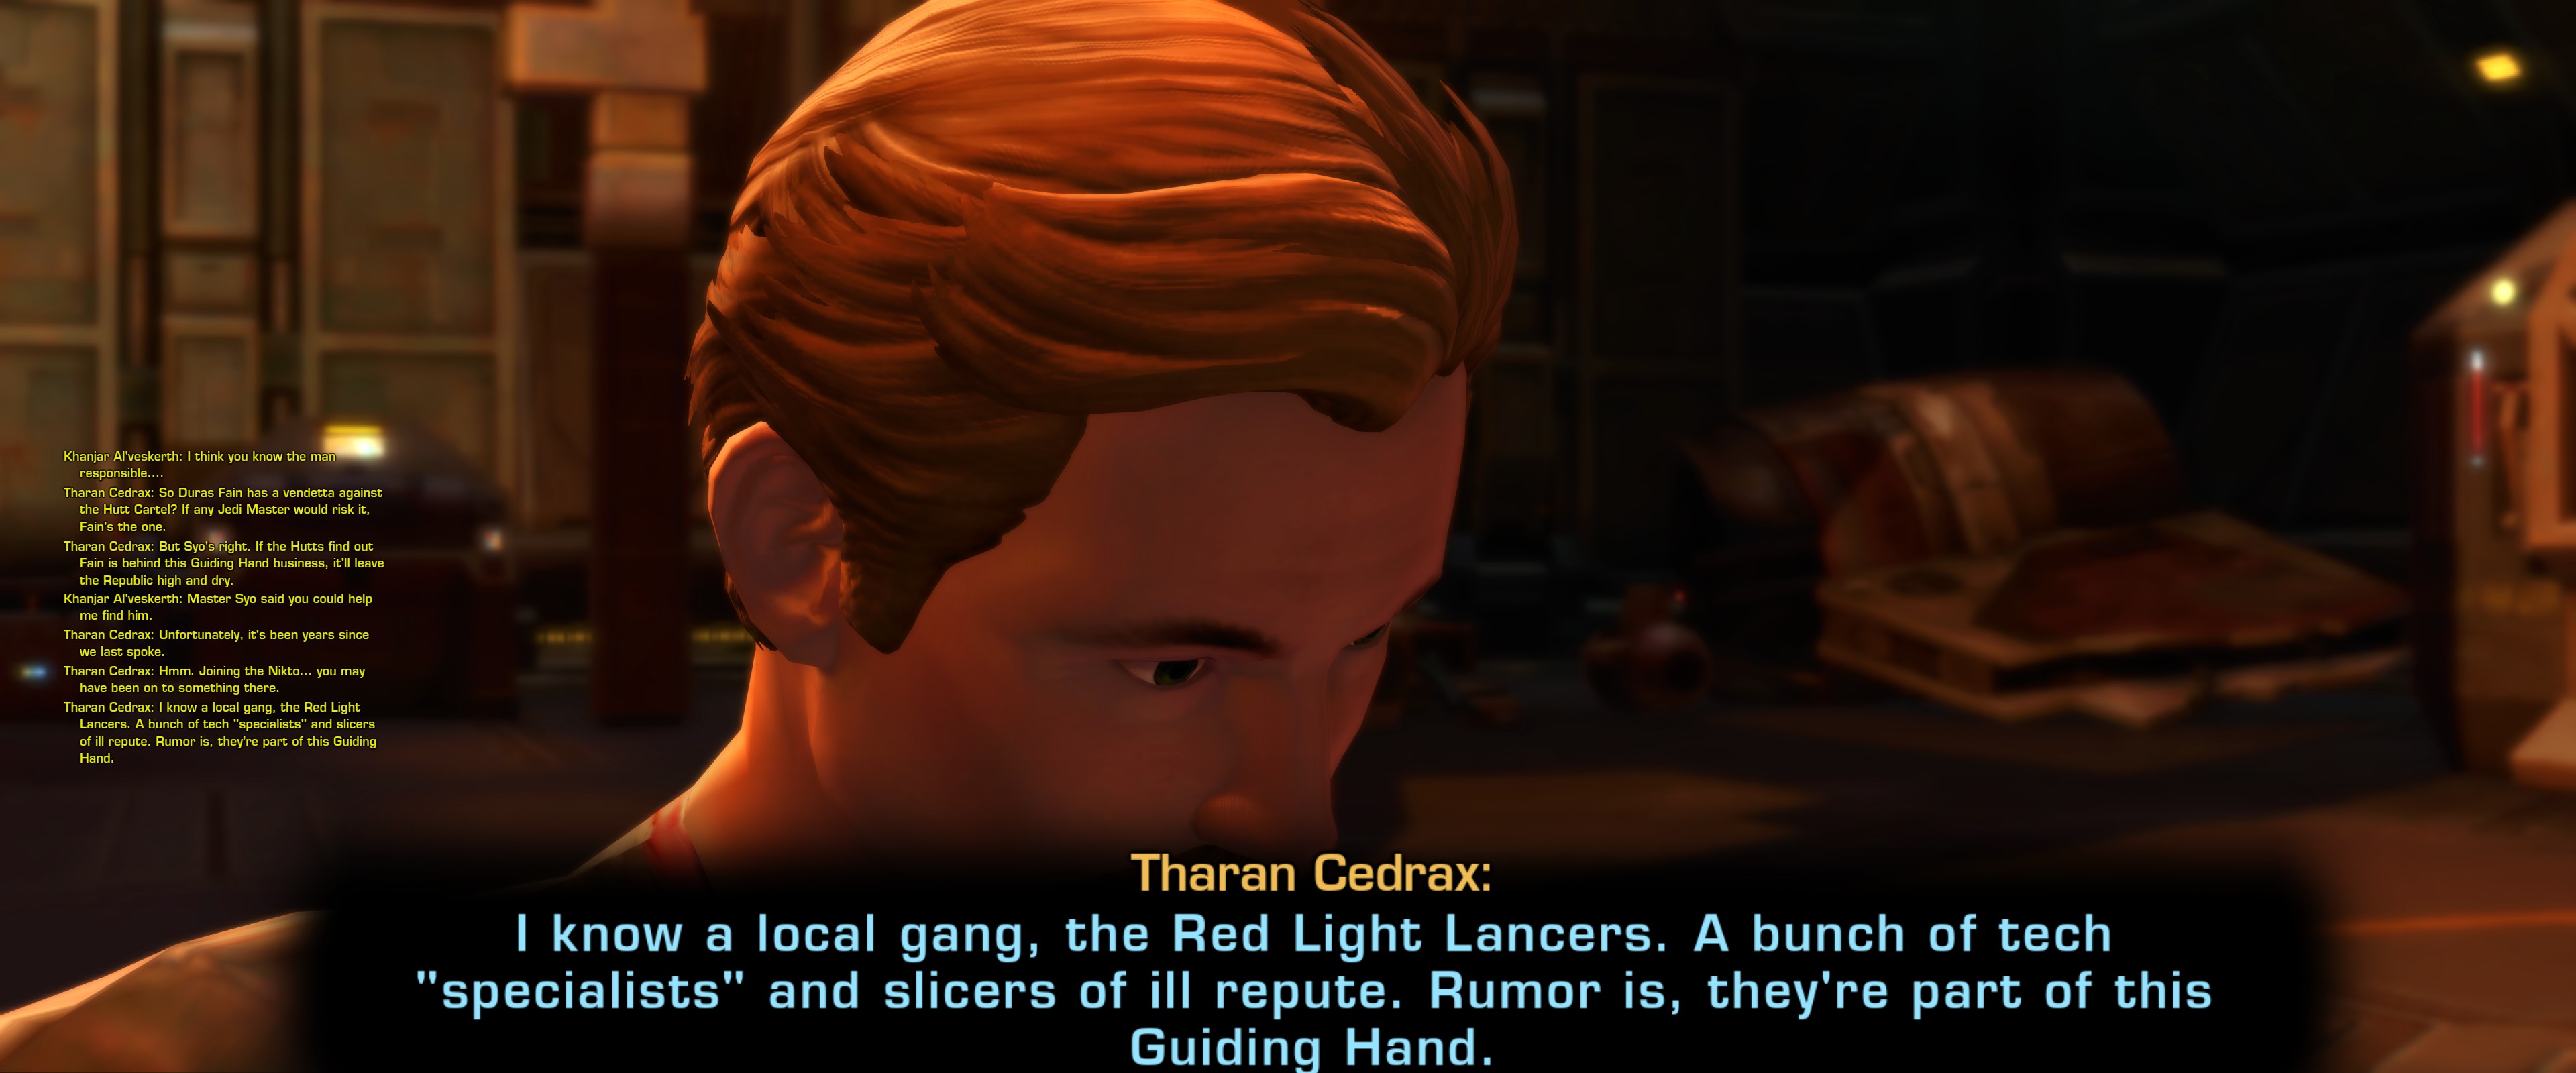 Khanjar Al'veskerth: I think you know the man
responsible....
Tharan Cedrax: So Duras Fain has a vendetta against
the Hutt Cartel? If any Jedi Master would risk it,
Fain's the one.
Tharan Cedrax: But Syo's right. If the Hutts find out
Fain is behind this Guiding Hand business, it'll leave
the Republic high and dry.
Khanjar Al'veskerth: Master Syo said you could help
me find him.
Tharan Cedrax: Unfortunately, it's been years since
we last spoke.
Tharan Cedrax: Hmm. Joining the Nikto... you may
have been on to something there.
Tharan Cedrax: I know a local gang, the Red Light
Lancers. A bunch of tech "specialists" and slicers
of ill repute. Rumor is, they're part of this Guiding
Hand.
Tharan Cedrax:
I know a local gang, the Red Light Lancers. A bunch of tech
"specialists" and slicers of ill repute. Rumor is, they're part of this
Guiding Hand.